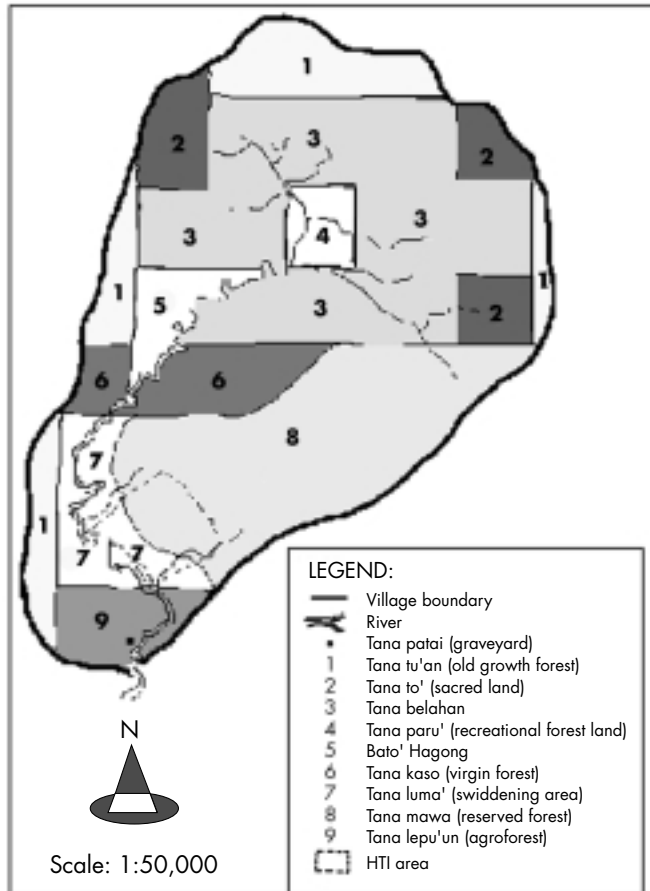 1
2
3
2
3
3
4
1
5
3
2
1
6
6
8
7
1
7
7
9
N
Scale: 1:50,000
LEGEND:
Village boundary
River
Tana patai (graveyard)
1 Tana tu'an (old growth forest)
2 Tana to' (sacred land)
3 Tana belahan
4 Tana paru' (recreational forest land)
5 Bato' Hagong
6 Tana kaso (virgin forest)
7 Tana luma' (swiddening area)
8 Tana mawa (reserved forest)
9 Tana lepu'un (agroforest)
HTI area